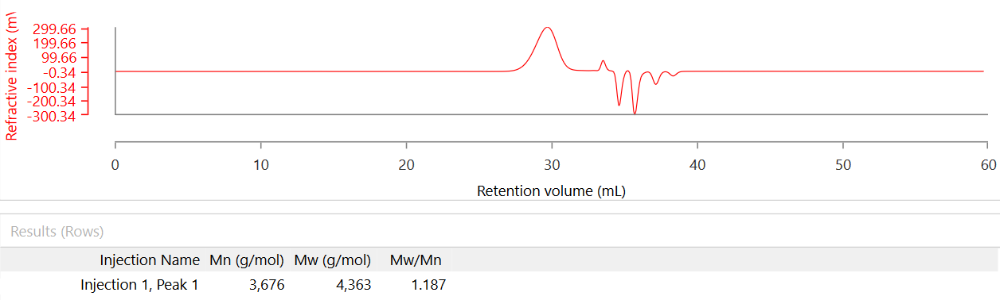 Refractive index (m\
299.66
199.66
99.66
-0.34
-100.34
-200.34
-300.34
0 10 20 30 40 50 60
Retention volume (mL)
Results (Rows)
Injection Name Mn (g/mol) Mw (g/mol) Mw/Mn
Injection 1, Peak 1 3,676 4,363 1.187